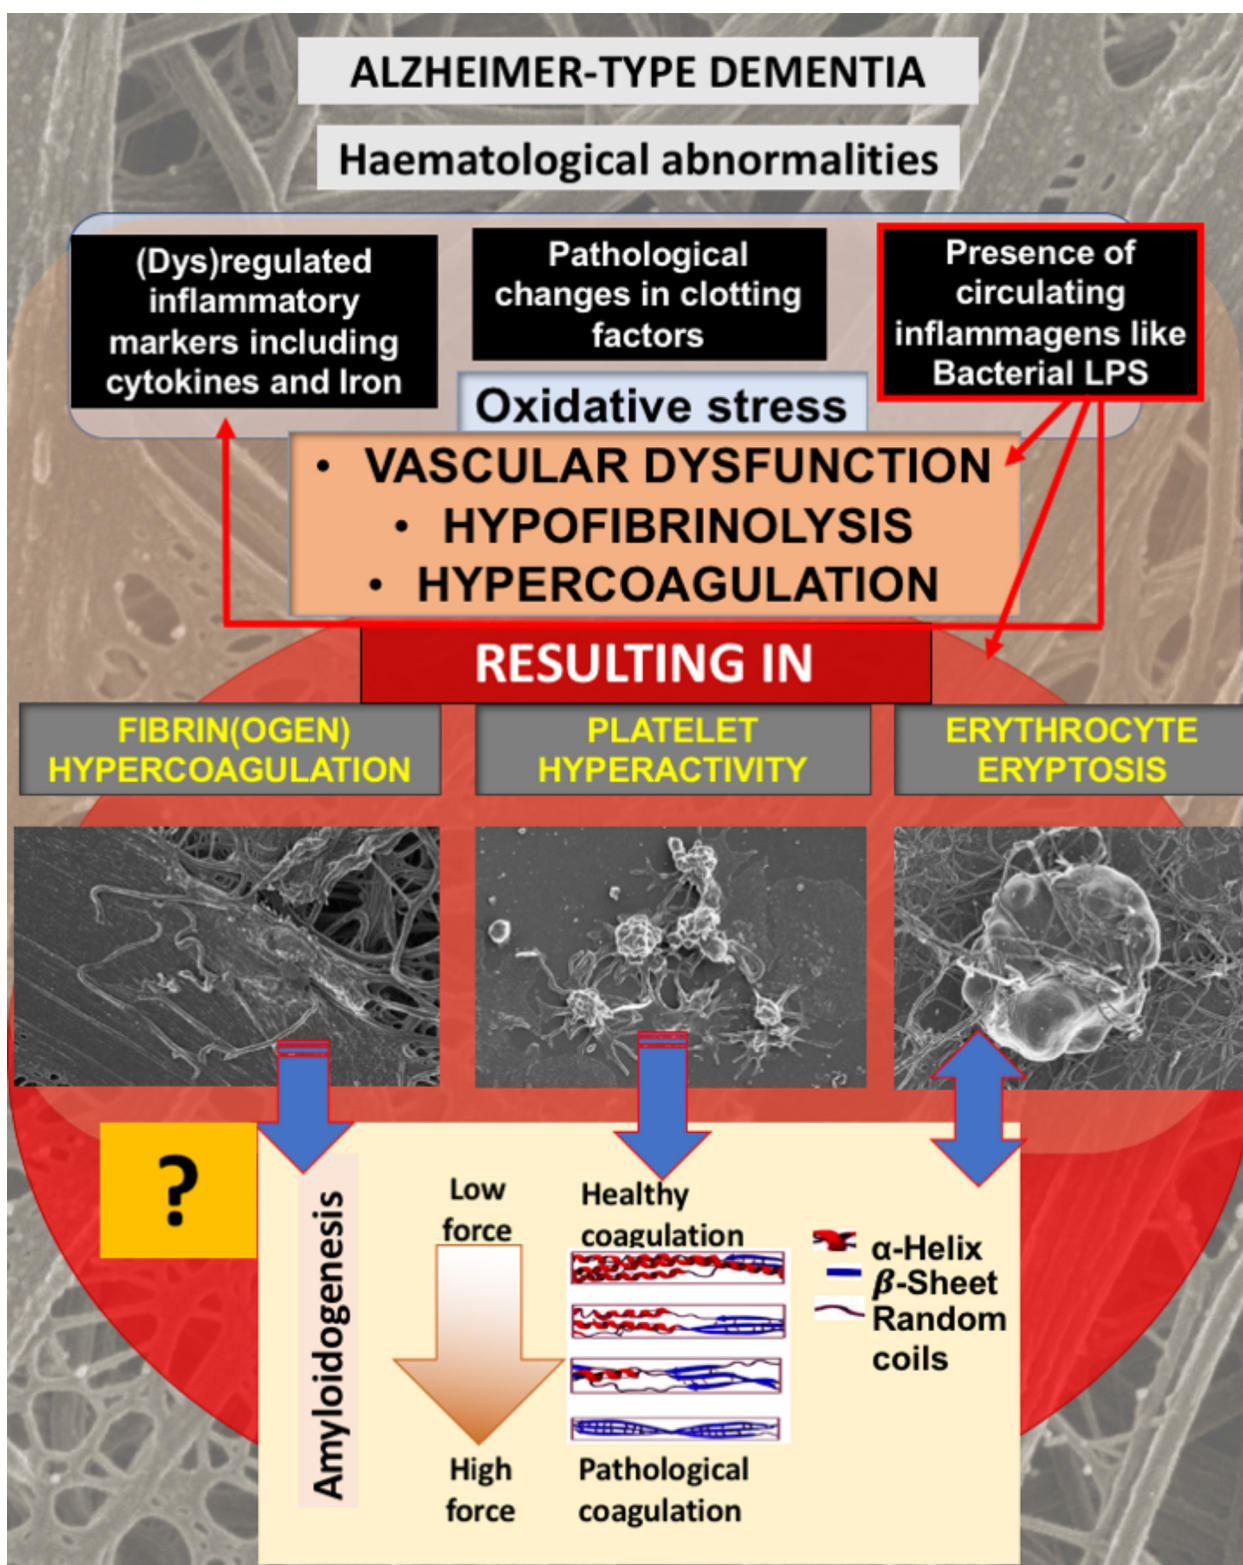 ALZHEIMER-TYPE DEMENTIA
Haematological abnormalities
(Dys)regulated
inflammatory
markers including
cytokines and Iron
Pathological
changes in clotting
factors
Presence of
circulating
inflammagens like
Bacterial LPS
Oxidative stress
• VASCULAR DYSFUNCTION
• HYPOFIBRINOLYSIS
• HYPERCOAGULATION
RESULTING IN
FIBRIN(OGEN)
HYPERCOAGULATION
PLATELET
HYPERACTIVITY
ERYTHROCYTE
ERYPTOSIS
?
Amyloidogenesis
Low
force
High
force
Healthy
coagulation
Pathological
coagulation
α-Helix
β-Sheet
Random
coils